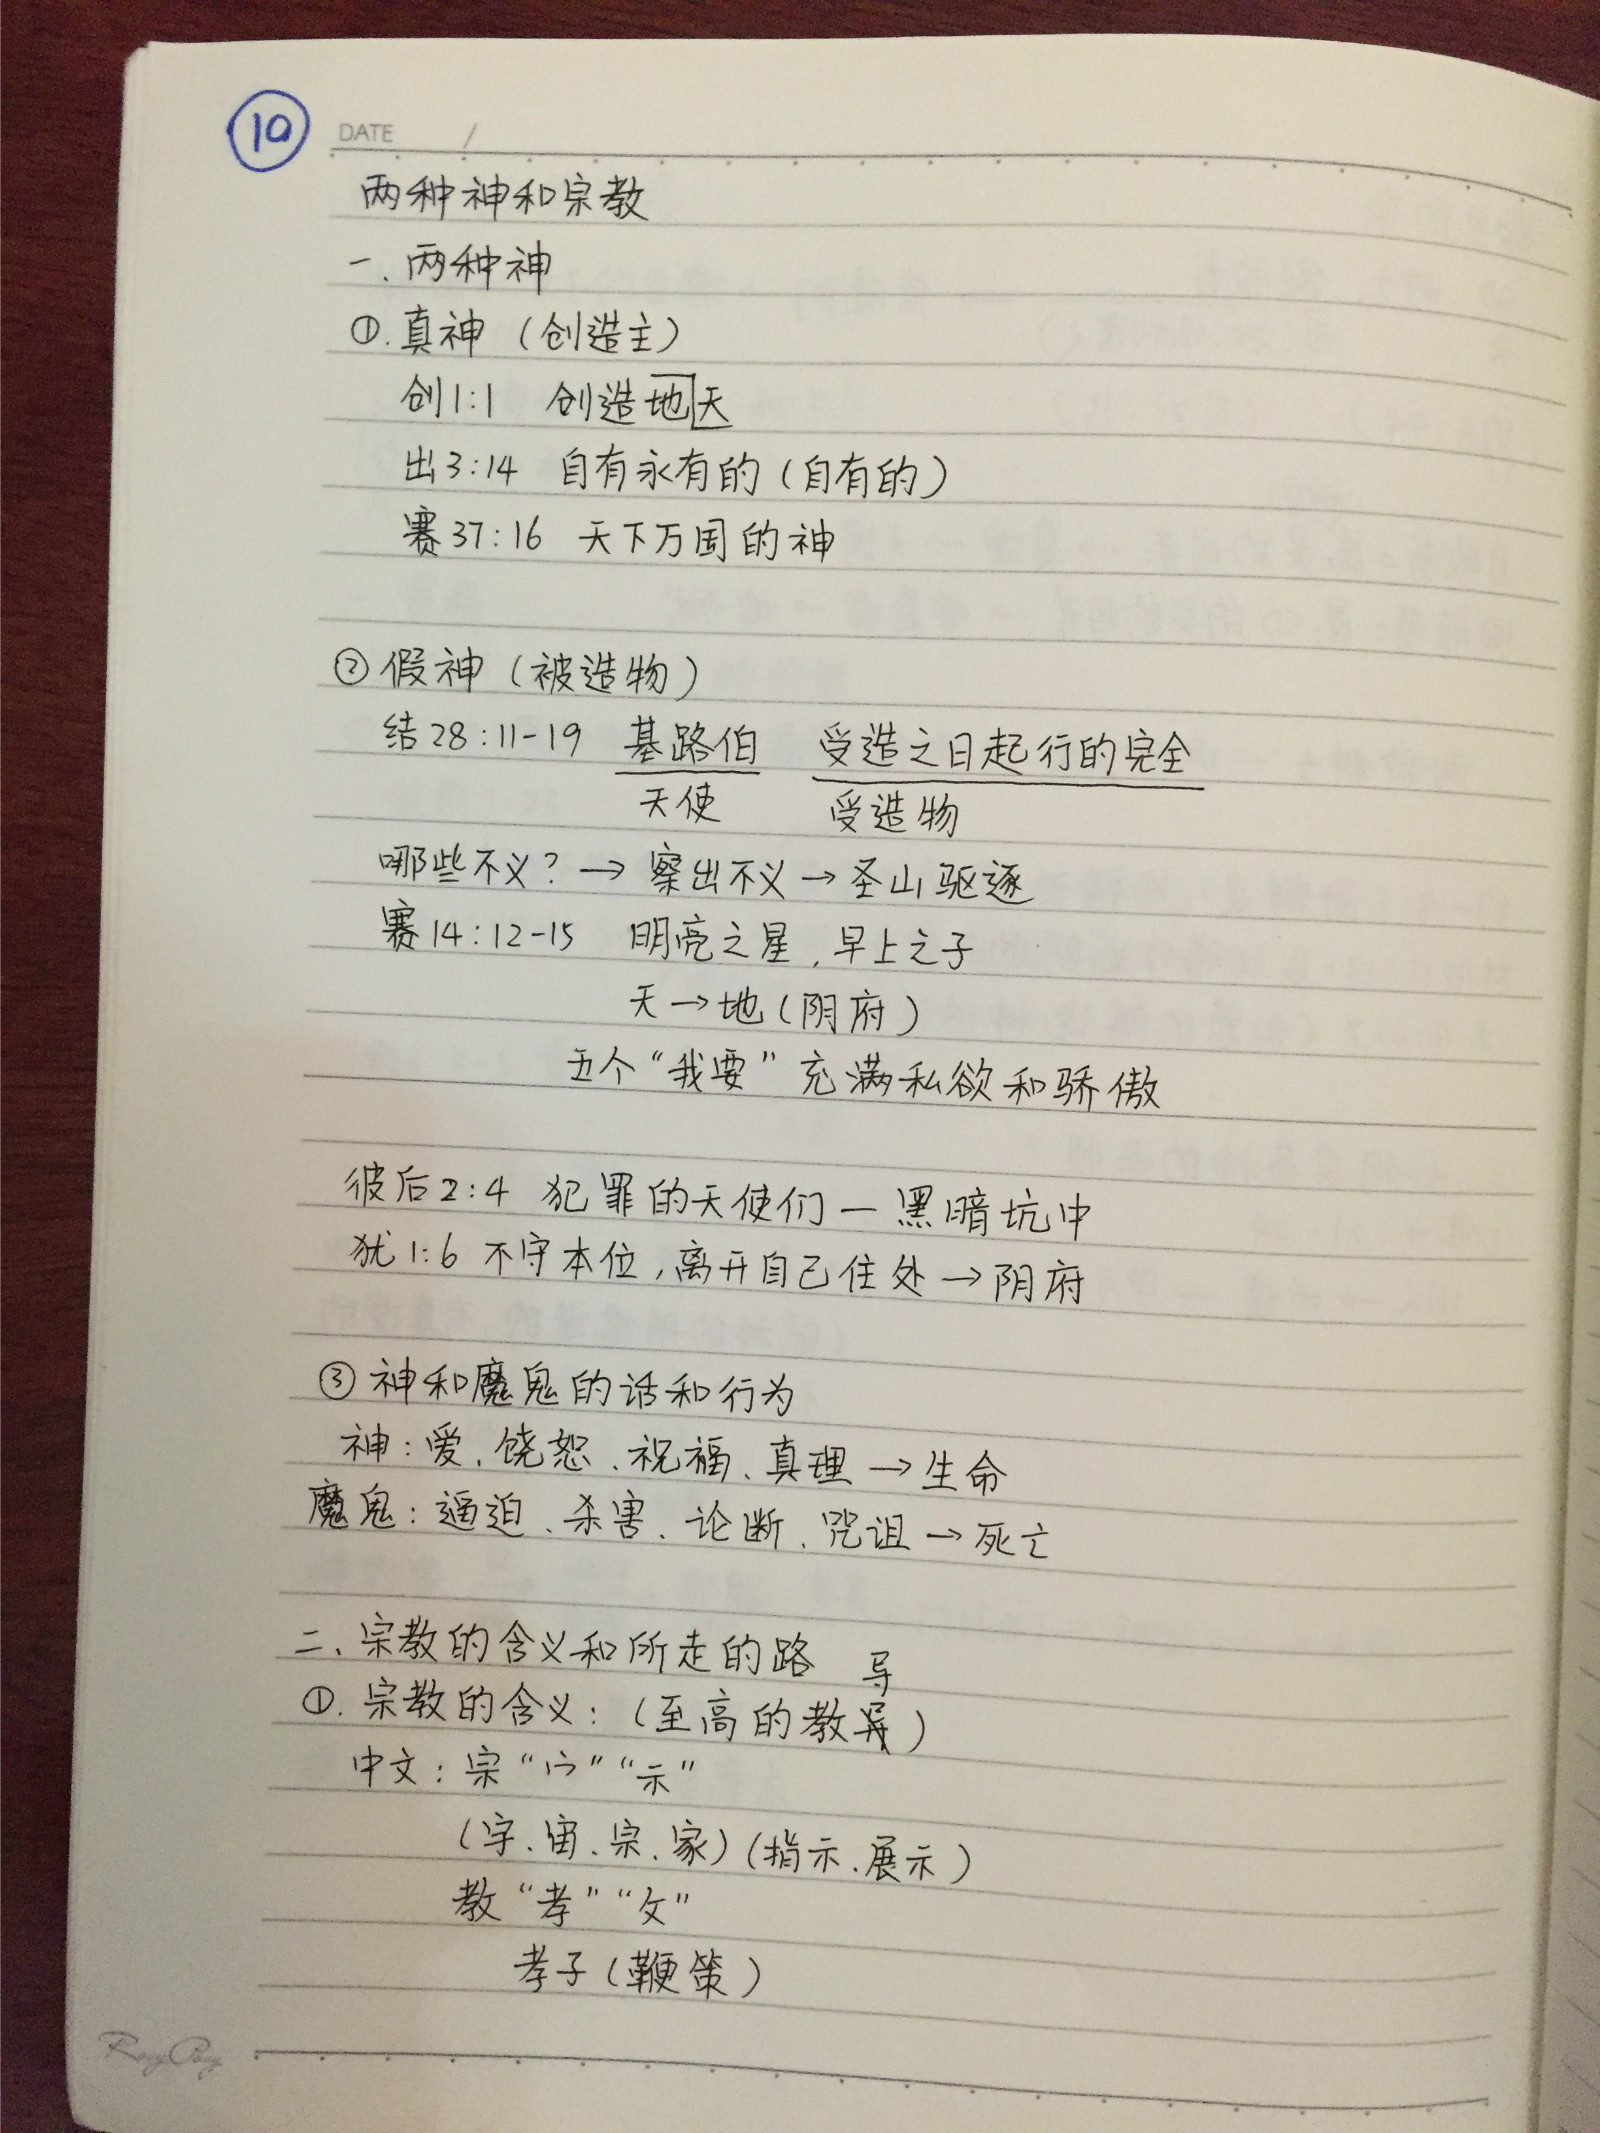 10 DATE /
两种神和宗教
一、两种神
①.真神（创造主）
创1:1 创造地天
出3:14 自有永有的（自有的）
赛37:16 天下万国的神
②假神（被造物）
结28:11-19 基路伯 受造之日起行的完全
天使 受造物
哪些不义？→察出不义→圣山驱逐
赛14:12-15 明亮之星，早上之子
天→地（阴府）
五个“我要”充满私欲和骄傲
彼后2:4 犯罪的天使们—黑暗坑中
犹1:6 不守本位，离开自己住处→阴府
③神和魔鬼的话和行为
神：爱、饶恕、祝福、真理→生命
魔鬼：逼迫、杀害、论断、咒诅→死亡
二、宗教的含义和所走的路
导
①.宗教的含义：（至高的教导）
中文：宗“宀”“示”
（宇、宙、宗、家）（指示、展示）
教“孝”“攵”
孝子（鞭策）